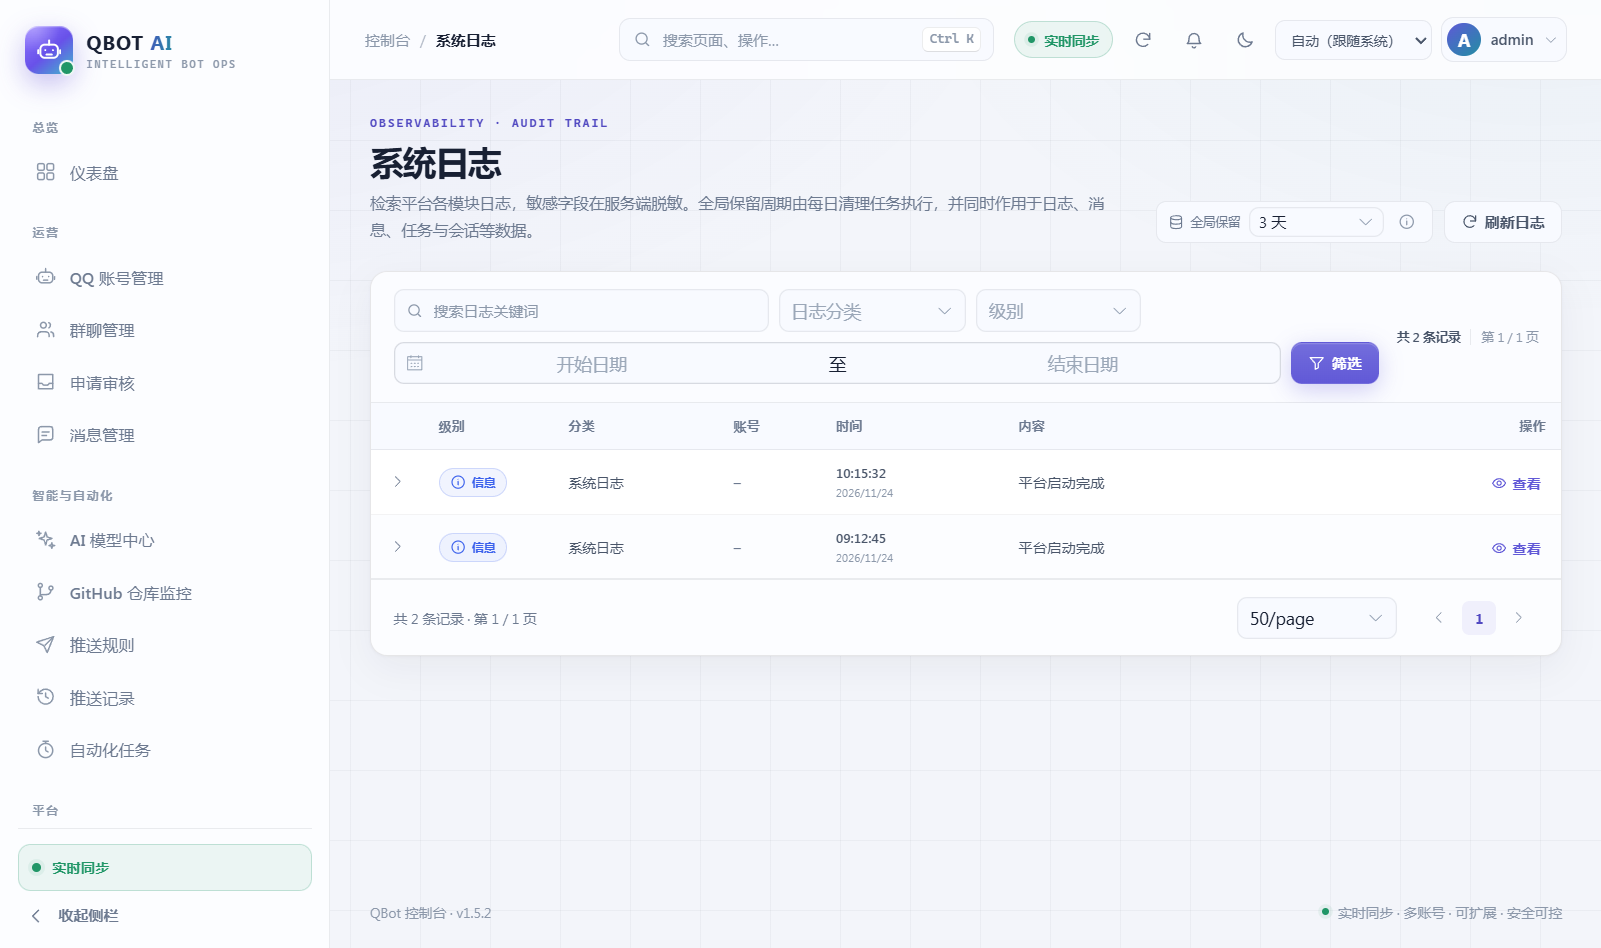 QBOT AI
INTELLIGENT BOT OPS
总览
仪表盘
运营
QQ 账号管理
群聊管理
申请审核
消息管理
智能与自动化
AI 模型中心
GitHub 仓库监控
推送规则
推送记录
自动化任务
平台
实时同步
收起侧栏
控制台 / 系统日志
搜索页面、操作...
Ctrl K
实时同步
自动（跟随系统）
A
admin
OBSERVABILITY · AUDIT TRAIL
系统日志
检索平台各模块日志，敏感字段在服务端脱敏。全局保留周期由每日清理任务执行，并同时作用于日志、消
息、任务与会话等数据。
全局保留 3 天
刷新日志
搜索日志关键词
日志分类
级别
开始日期 至 结束日期
筛选
共 2 条记录 第 1 / 1 页
级别 分类 账号 时间 内容 操作
信息 系统日志 – 10:15:32 平台启动完成 查看
2026/11/24
信息 系统日志 – 09:12:45 平台启动完成 查看
2026/11/24
共 2 条记录 · 第 1 / 1 页
50/page
1
QBot 控制台 · v1.5.2
实时同步 · 多账号 · 可扩展 · 安全可控